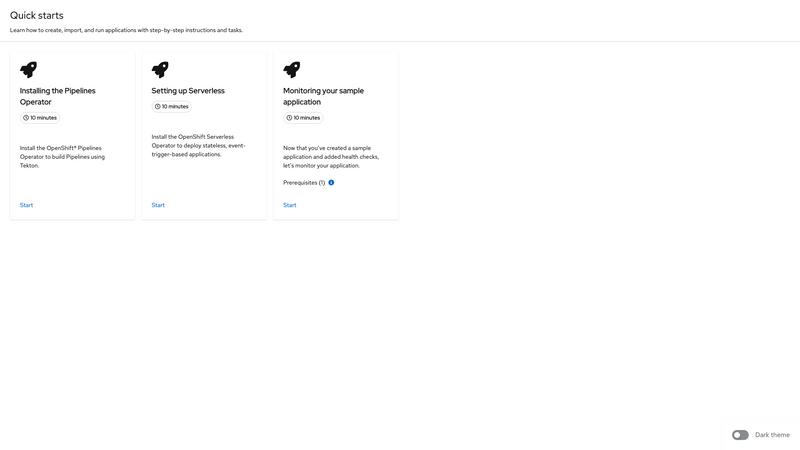 Quick starts
Learn how to create, import, and run applications with step-by-step instructions and tasks.
Installing the Pipelines
Operator
10 minutes
Install the OpenShift® Pipelines
Operator to build Pipelines using
Tekton.
Start
Setting up Serverless
10 minutes
Install the OpenShift Serverless
Operator to deploy stateless, event-
trigger-based applications.
Start
Monitoring your sample
application
10 minutes
Now that you’ve created a sample
application and added health checks,
let’s monitor your application.
Prerequisites (1)
Start
Dark theme